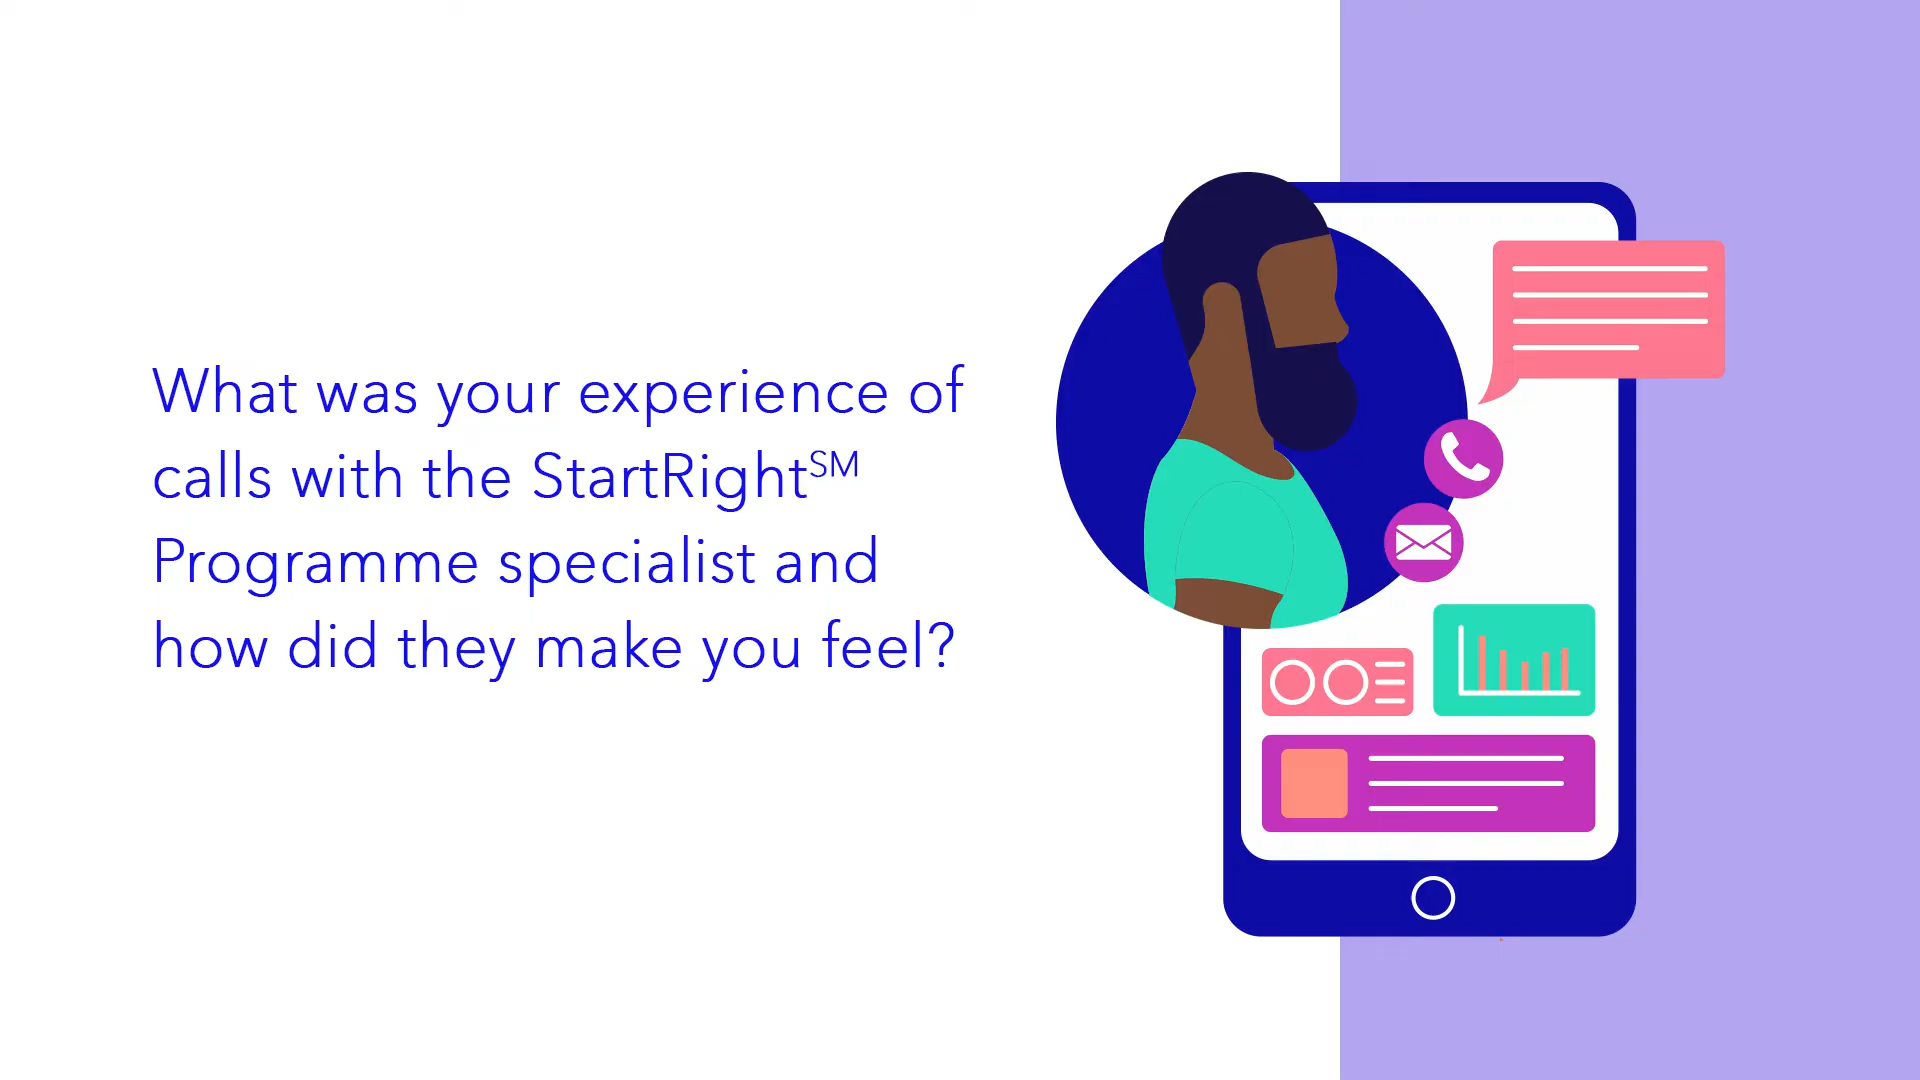 What was your experience of
calls with the StartRight℠
Programme specialist and
how did they make you feel?